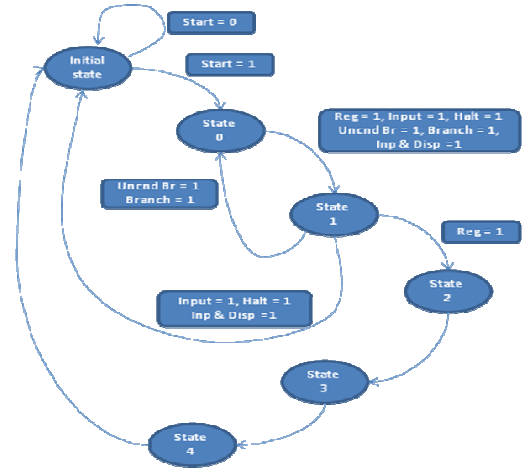 Start = 0
Initial
state
Start = 1
State
0
Reg = 1, Input = 1, Halt = 1
Uncnd Br = 1, Branch = 1,
Inp & Disp =1
Uncnd Br = 1
Branch = 1
State
1
Reg = 1
State
2
Input = 1, Halt = 1
Inp & Disp =1
State
3
State
4